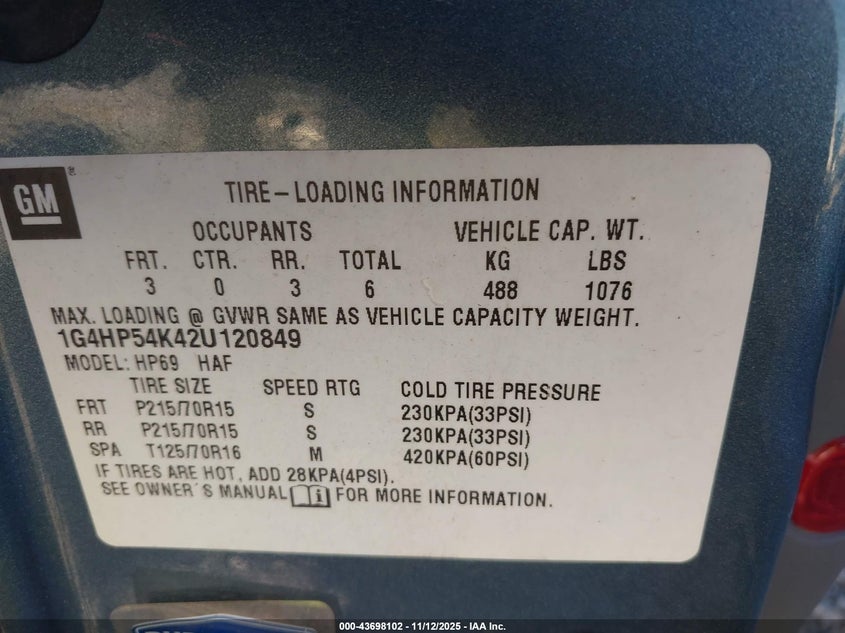 GM
TIRE-LOADING INFORMATION
OCCUPANTS VEHICLE CAP. WT.
FRT. CTR. RR. TOTAL KG LBS
3 0 3 6 488 1076
MAX. LOADING @ GVWR SAME AS VEHICLE CAPACITY WEIGHT.
1G4HP54K42U120849
MODEL: HP69 HAF
TIRE SIZE SPEED RTG COLD TIRE PRESSURE
FRT P215/70R15 S 230KPA(33PSI)
RR P215/70R15 S 230KPA(33PSI)
SPA T125/70R16 M 420KPA(60PSI)
IF TIRES ARE HOT, ADD 28KPA(4PSI).
SEE OWNER'S MANUAL i FOR MORE INFORMATION.
000-43698102 - 11/12/2025 - IAA Inc.